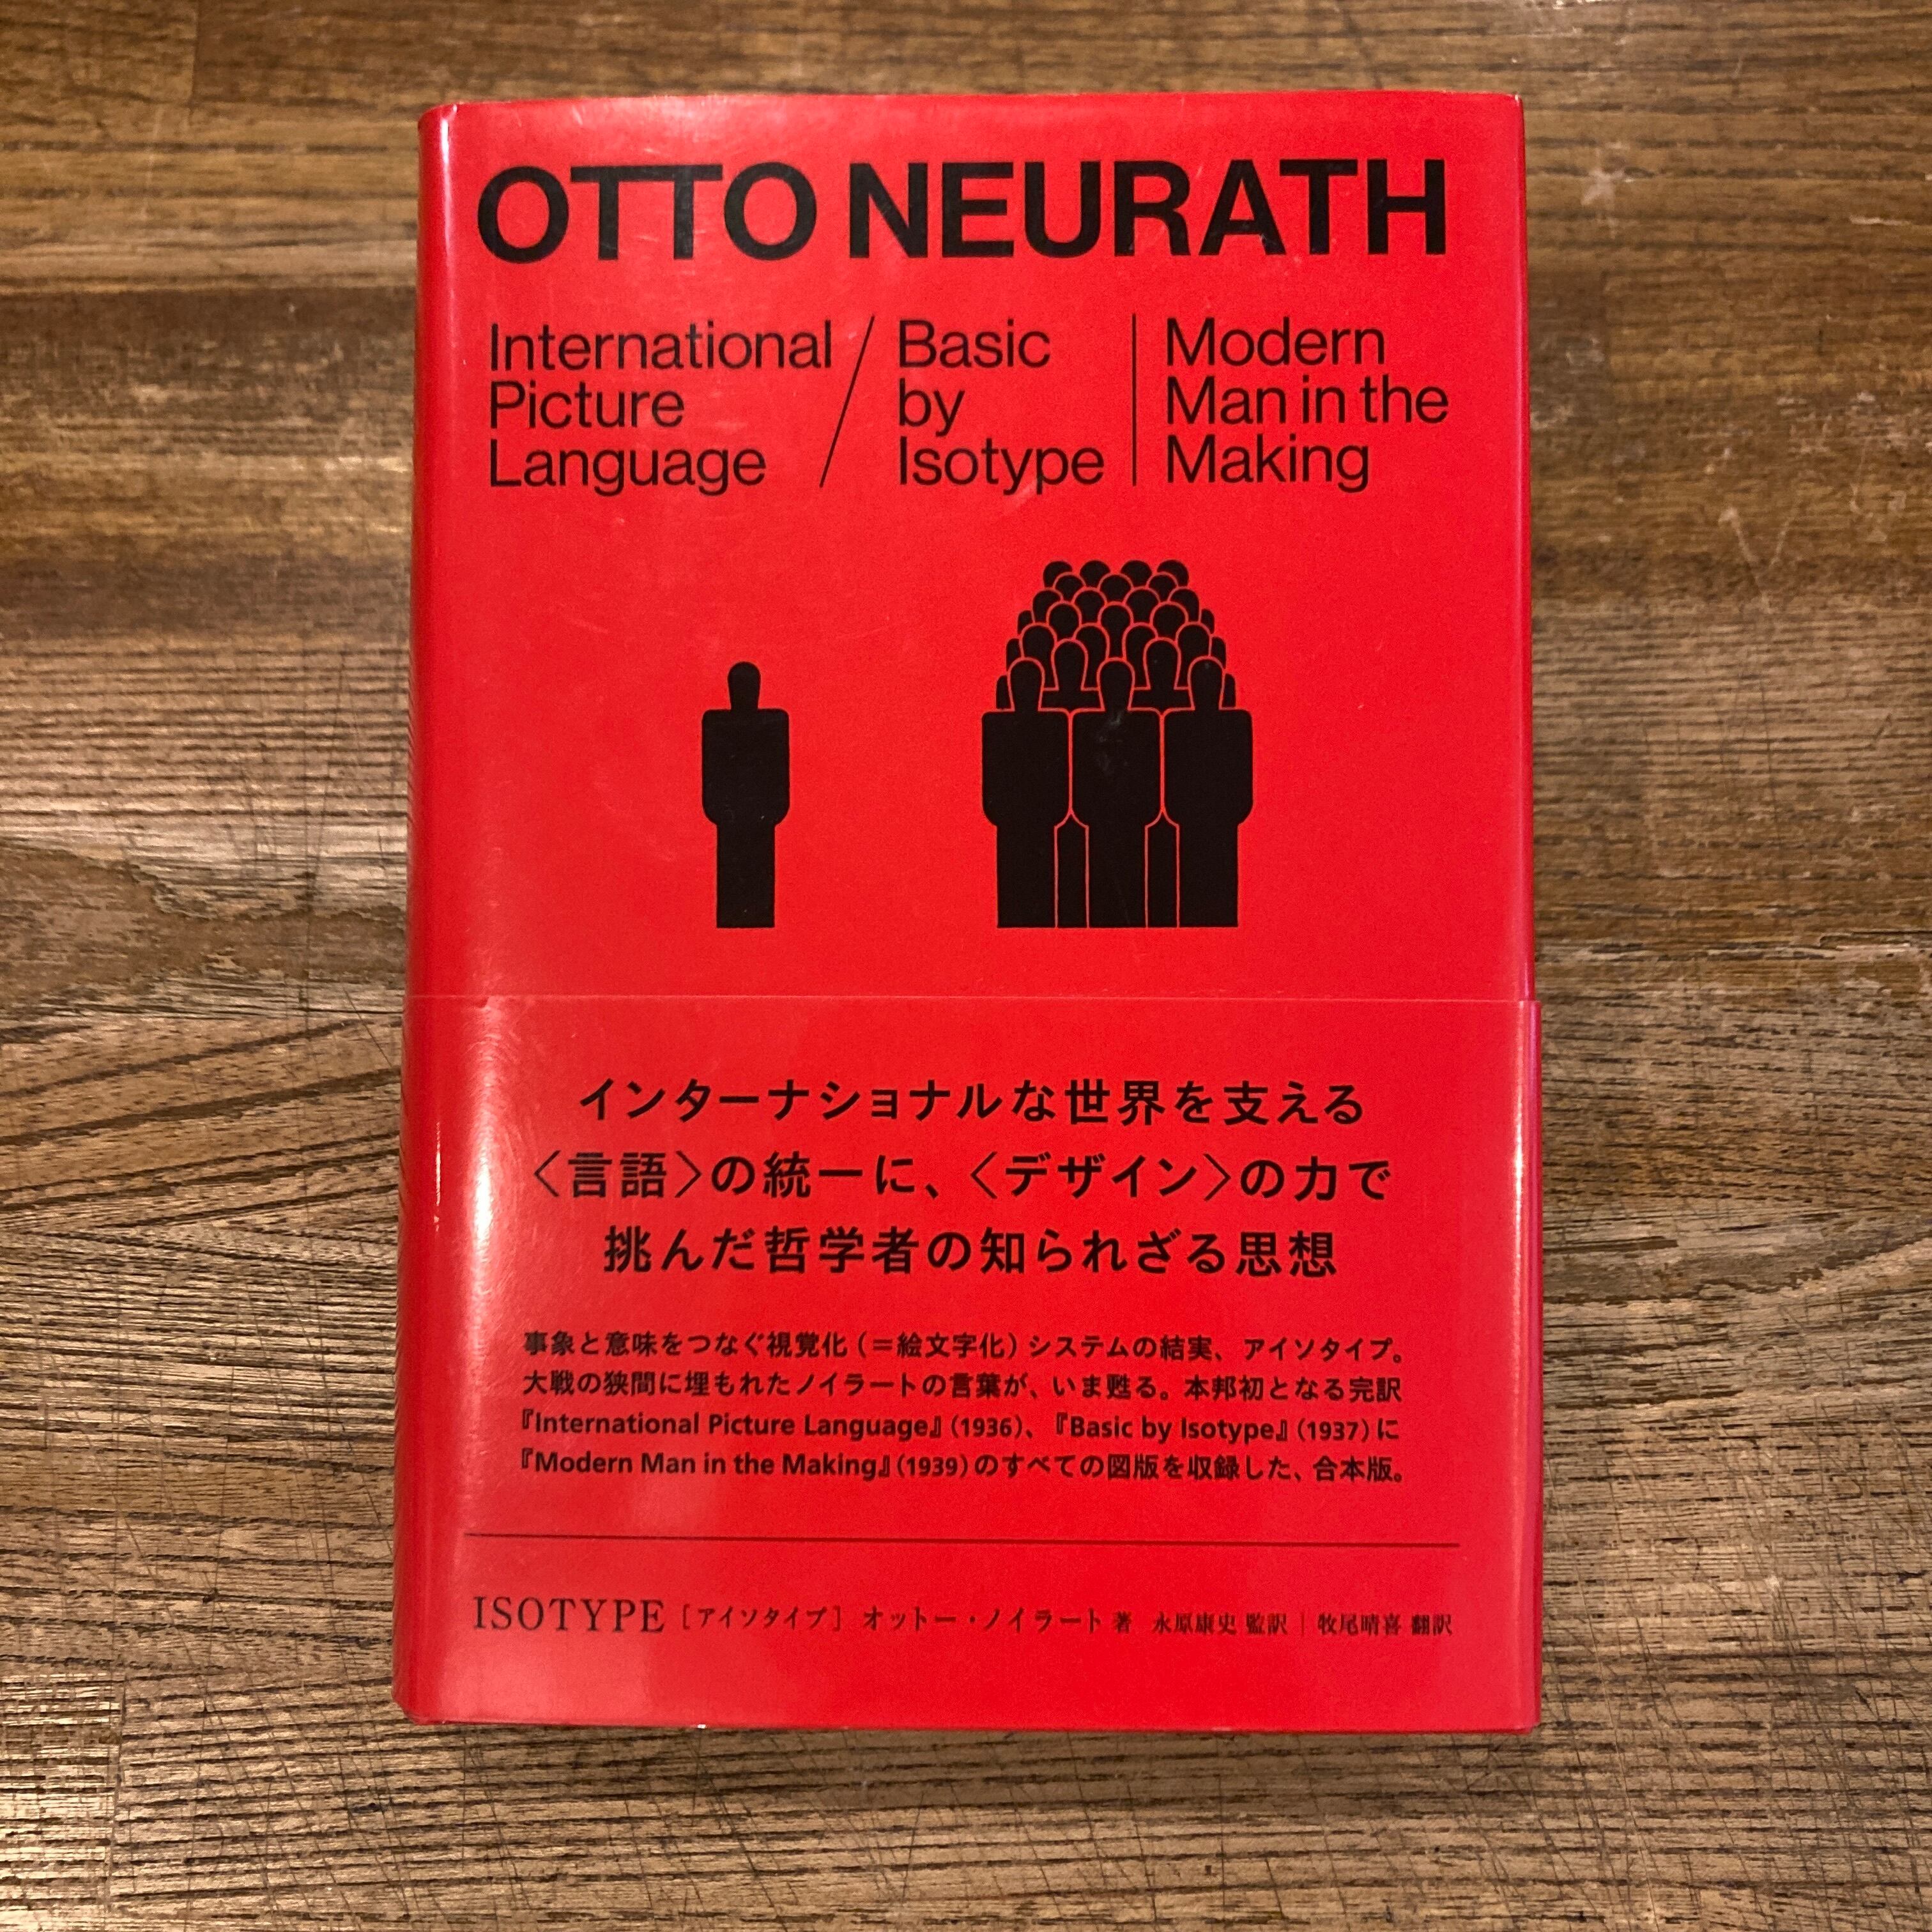 OTTO NEURATH
International Picture Language / Basic by Isotype | Modern Man in the Making
インターナショナルな世界を支える
〈言語〉の統一に、〈デザイン〉の力で
挑んだ哲学者の知られざる思想
事象と意味をつなぐ視覚化（＝絵文字化）システムの結実、アイソタイプ。
大戦の狭間に埋もれたノイラートの言葉が、いま甦る。本邦初となる完訳
『International Picture Language』（1936）、『Basic by Isotype』（1937）に
『Modern Man in the Making』（1939）のすべての図版を収録した、合本版。
ISOTYPE［アイソタイプ］ オットー・ノイラート 著 永原康史 監訳｜牧尾晴喜 翻訳